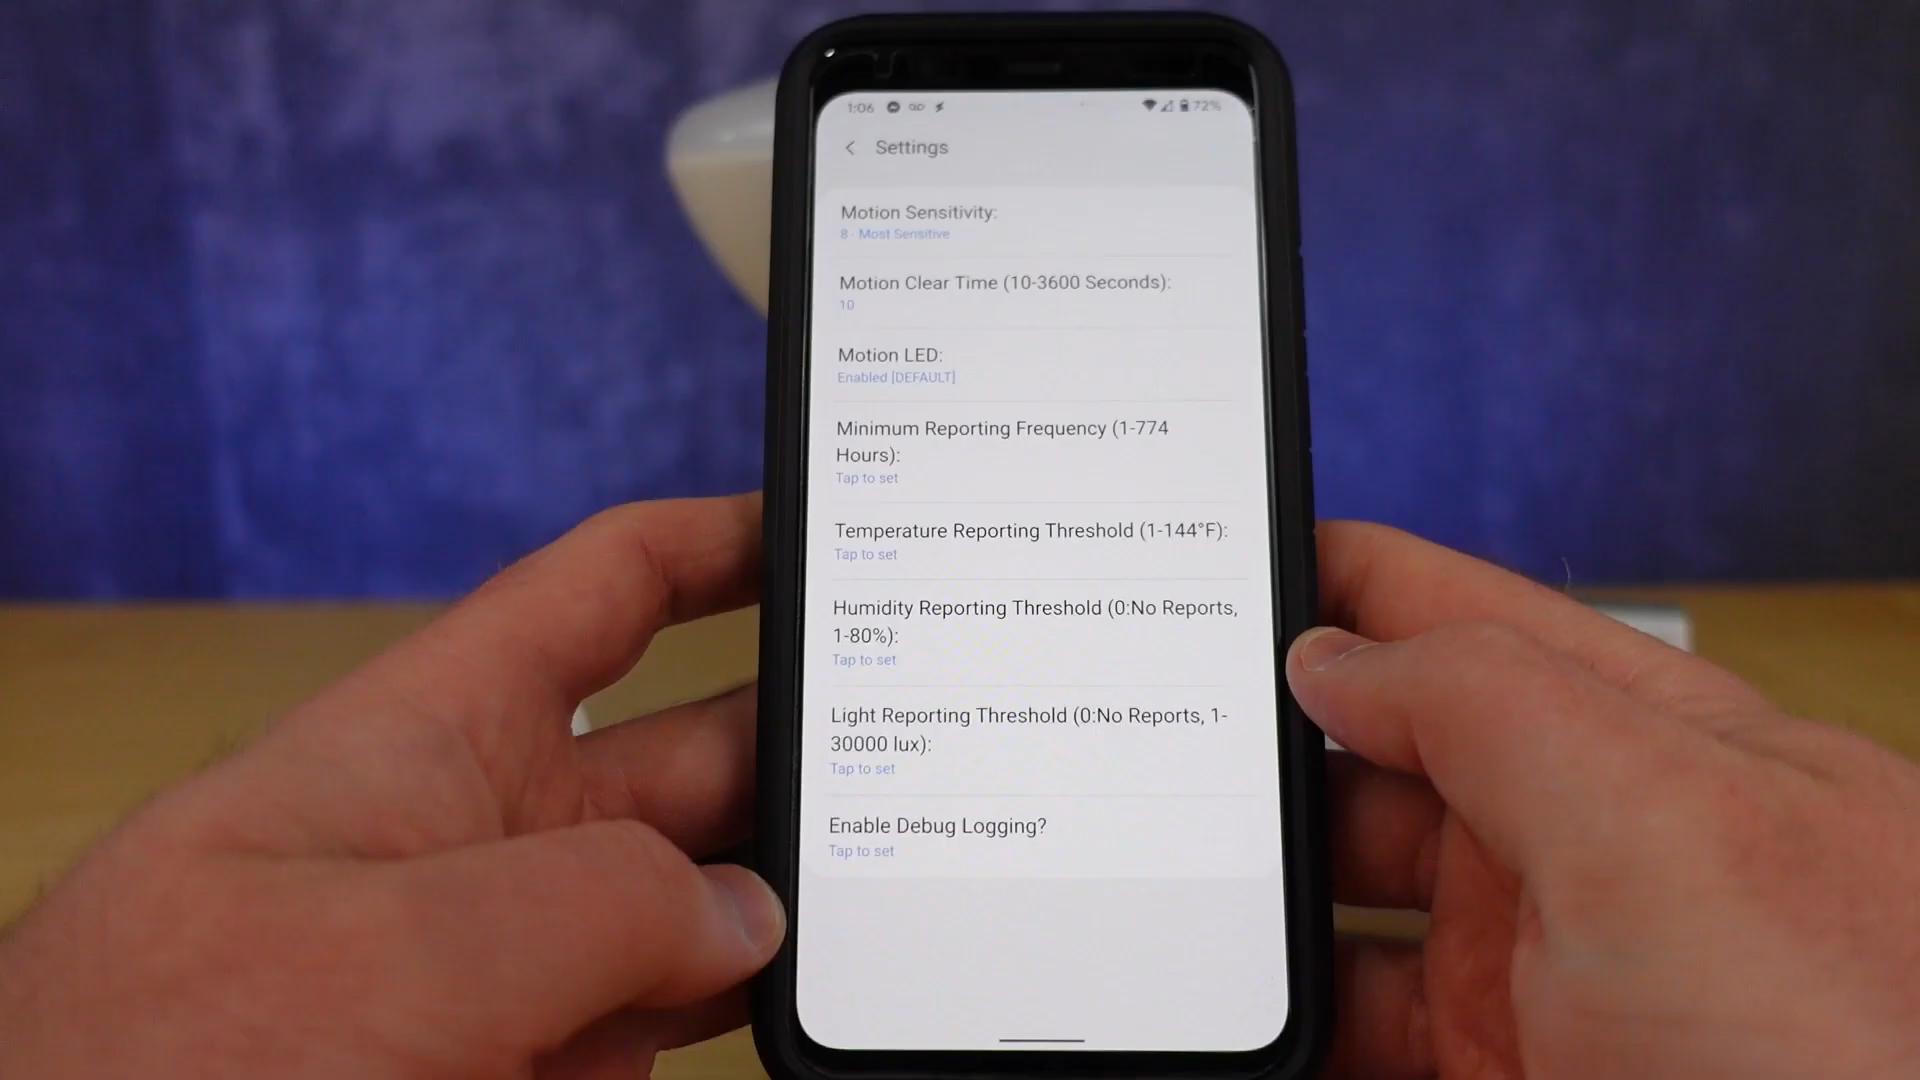 1:06
72%
Settings
Motion Sensitivity:
8 - Most Sensitive
Motion Clear Time (10-3600 Seconds):
10
Motion LED:
Enabled [DEFAULT]
Minimum Reporting Frequency (1-774
Hours):
Tap to set
Temperature Reporting Threshold (1-144°F):
Tap to set
Humidity Reporting Threshold (0:No Reports,
1-80%):
Tap to set
Light Reporting Threshold (0:No Reports, 1-
30000 lux):
Tap to set
Enable Debug Logging?
Tap to set